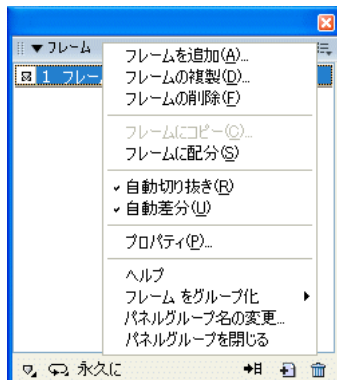 ▼フレーム
1 フレー
フレームを追加(A)...
フレームの複製(D)...
フレームの削除(F)
フレームにコピー(C)...
フレームに配分(S)
自動切り抜き(R)
自動差分(U)
プロパティ(P)...
ヘルプ
フレーム をグループ化
パネルグループ名の変更...
パネルグループを閉じる
永久に